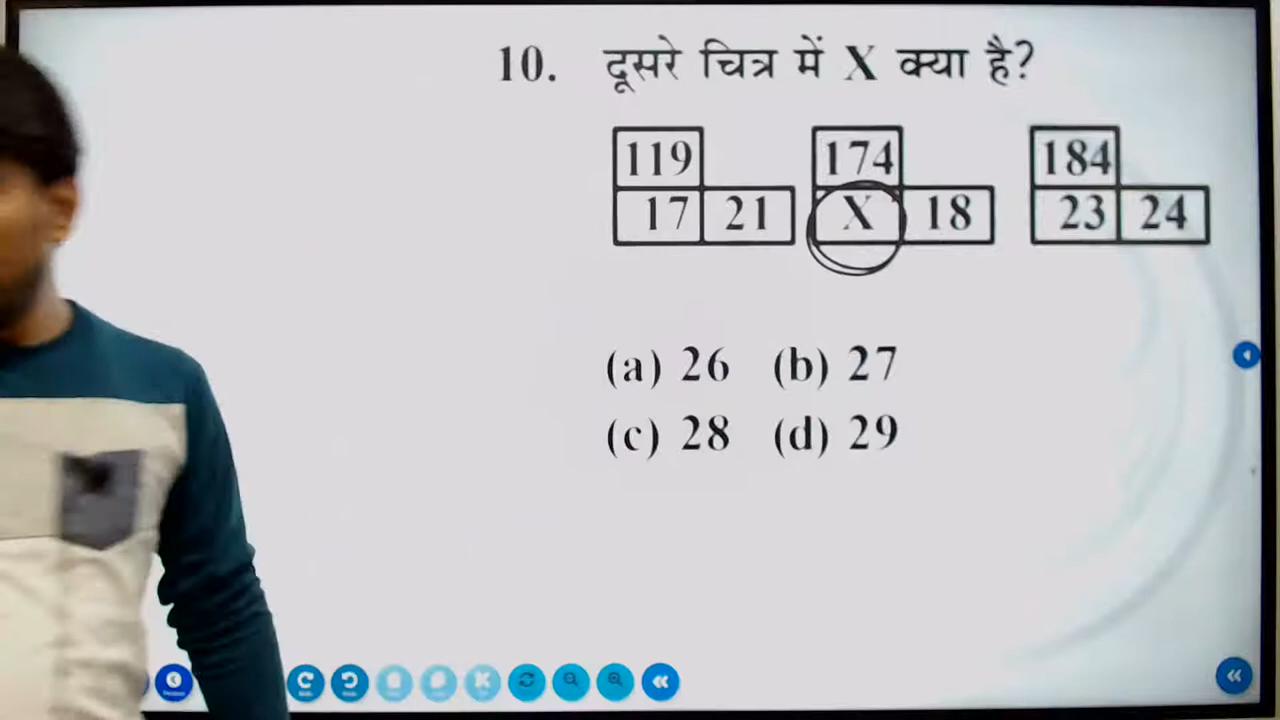 10. दूसरे चित्र में X क्या है?
119 174 184
17 21 X 18 23 24
(a) 26 (b) 27
(c) 28 (d) 29